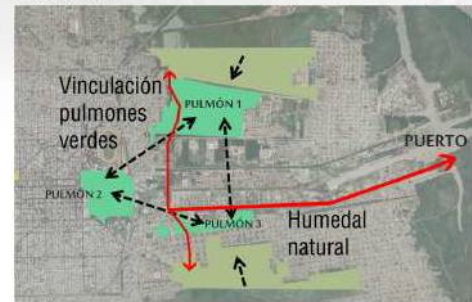 Vinculación
pulmones
verdes
PULMÓN 1
PUERTO
PULMÓN 2
PULMÓN 3
Humedal
natural